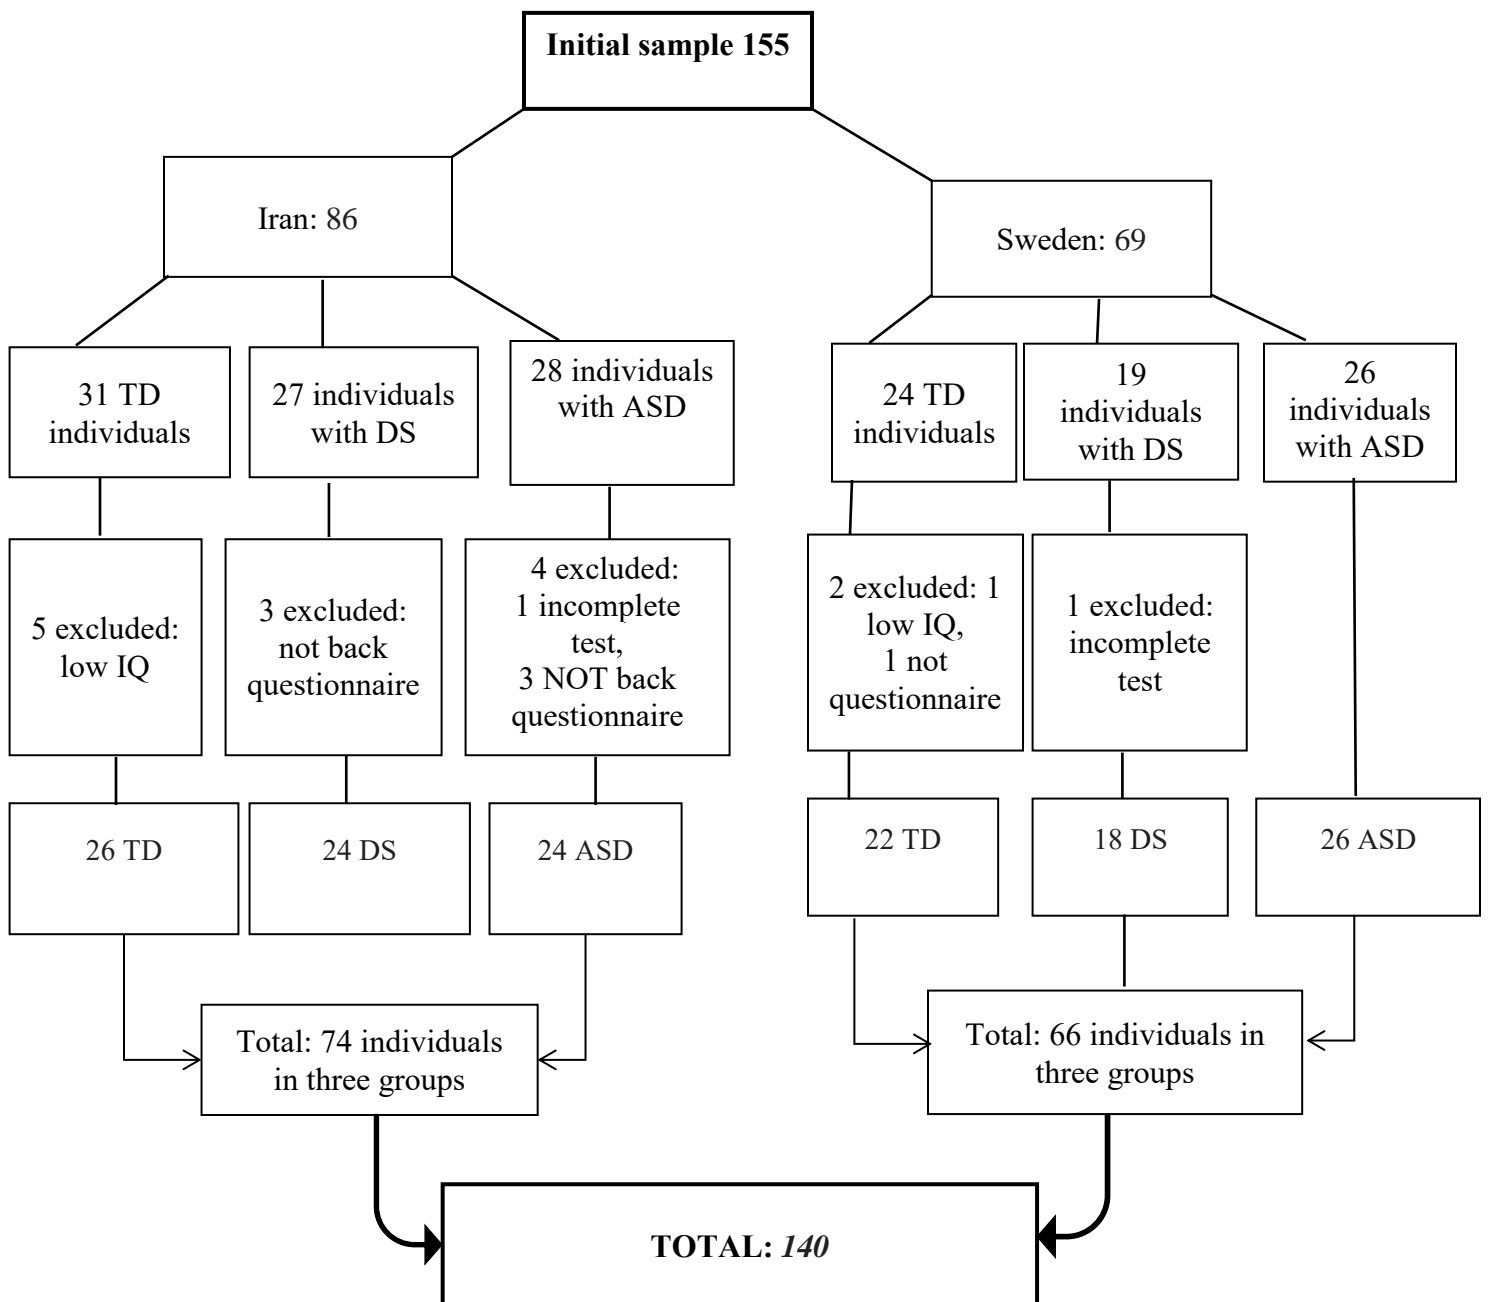 Initial sample 155
Iran: 86
Sweden: 69
31 TD
individuals
27 individuals
with DS
28 individuals
with ASD
24 TD
individuals
19
individuals
with DS
26
individuals
with ASD
5 excluded:
low IQ
3 excluded:
not back
questionnaire
4 excluded:
1 incomplete
test,
3 NOT back
questionnaire
2 excluded: 1
low IQ,
1 not
questionnaire
1 excluded:
incomplete
test
26 TD
24 DS
24 ASD
22 TD
18 DS
26 ASD
Total: 74 individuals
in three groups
Total: 66 individuals in
three groups
TOTAL: 140